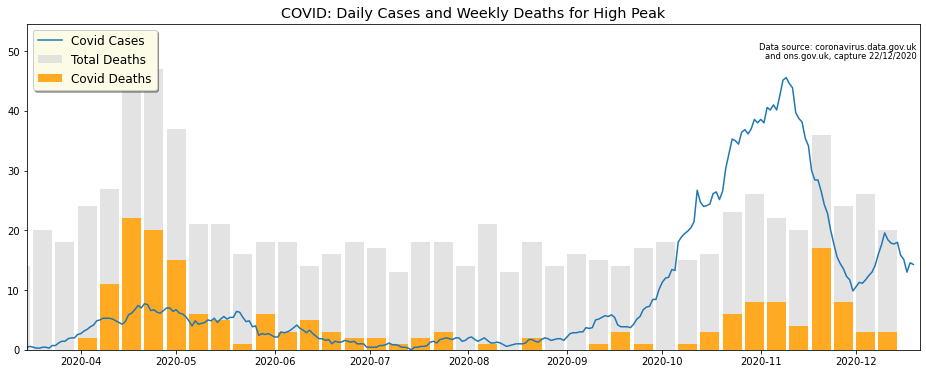 COVID: Daily Cases and Weekly Deaths for High Peak
Covid Cases
Total Deaths
Covid Deaths
Data source: coronavirus.data.gov.uk
and ons.gov.uk, capture 22/12/2020
50
40
30
20
10
0
2020-04 2020-05 2020-06 2020-07 2020-08 2020-09 2020-10 2020-11 2020-12